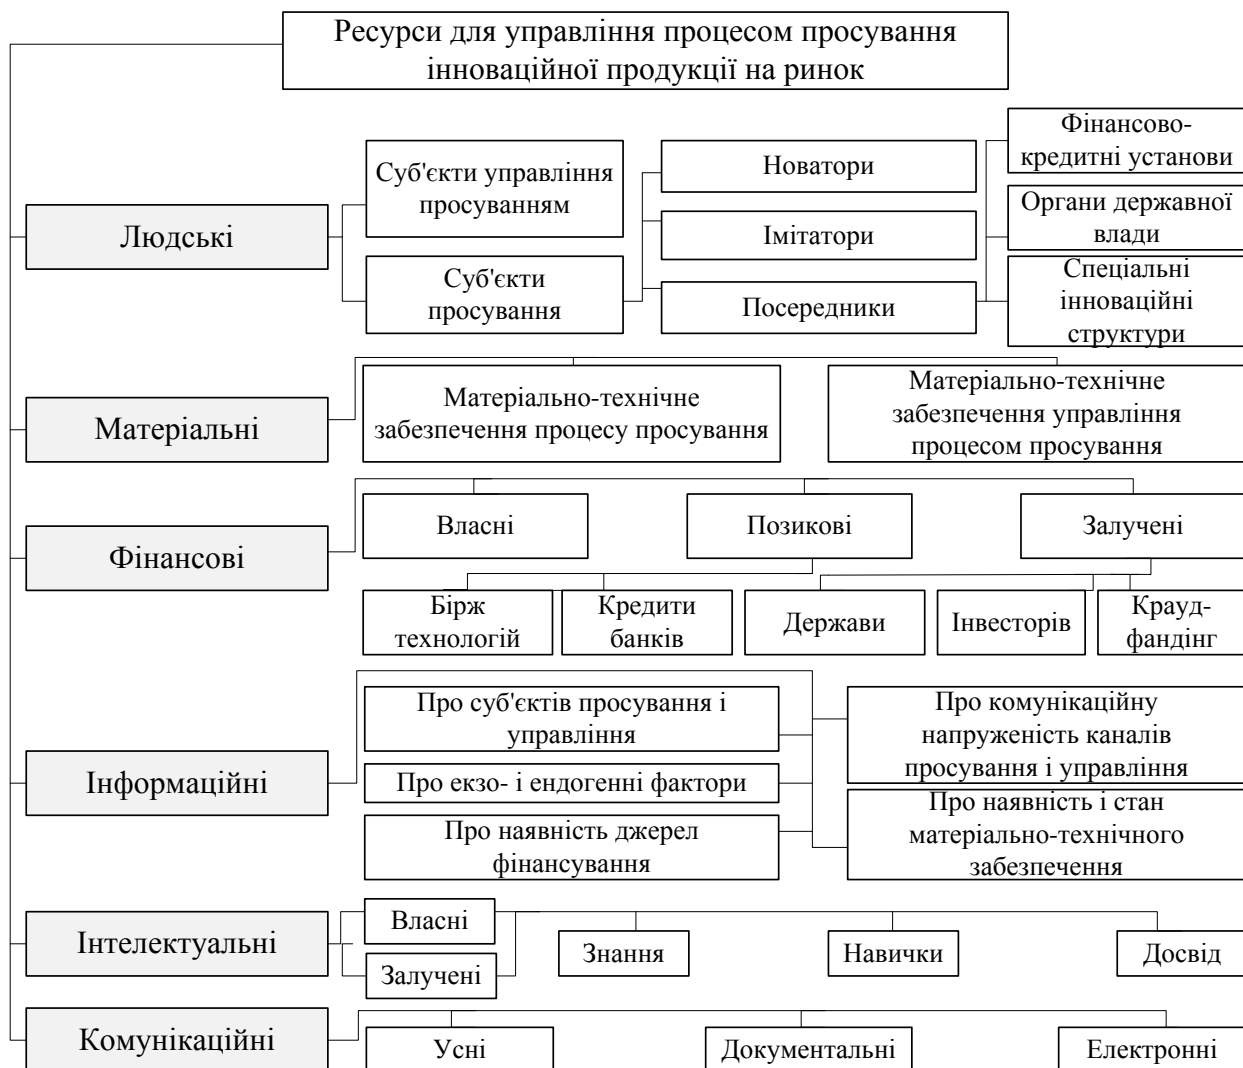 Ресурси для управління процесом просування
інноваційної продукції на ринок
Людські
Суб'єкти управління
просуванням
Суб'єкти
просування
Новатори
Імітатори
Посередники
Фінансово-
кредитні установи
Органи державної
влади
Спеціальні
інноваційні
структури
Матеріальні
Матеріально-технічне
забезпечення процесу просування
Матеріально-технічне
забезпечення управління
процесом просування
Фінансові
Власні
Позикові
Залучені
Бірж
технологій
Кредити
банків
Держави
Інвесторів
Крауд-
фандінг
Інформаційні
Про суб'єктів просування і
управління
Про екзо- і ендогенні фактори
Про наявність джерел
фінансування
Про комунікаційну
напруженість каналів
просування і управління
Про наявність і стан
матеріально-технічного
забезпечення
Інтелектуальні
Власні
Залучені
Знання
Навички
Досвід
Комунікаційні
Усні
Документальні
Електронні